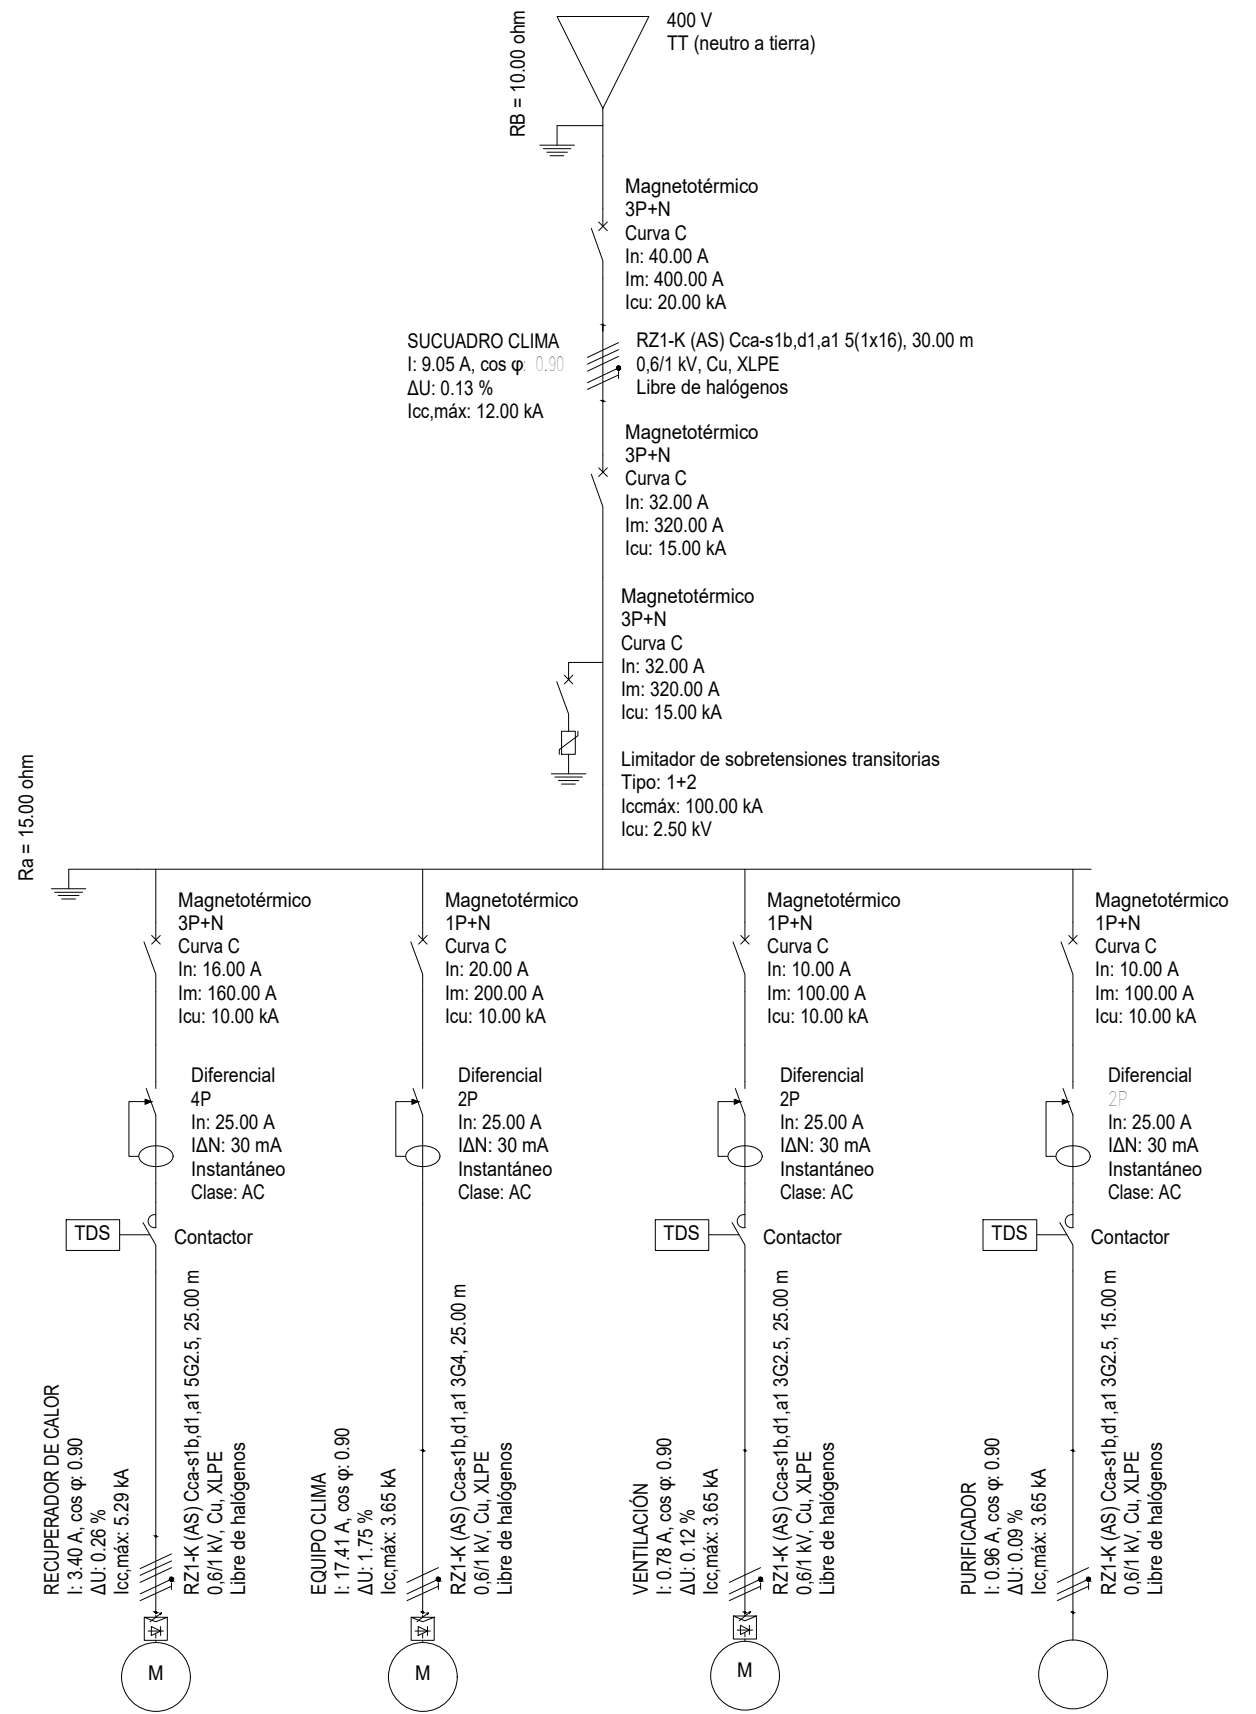 400 V
TT (neutro a tierra)
RB = 10.00 ohm
Magnetotérmico
3P+N
Curva C
In: 40.00 A
Im: 400.00 A
Icu: 20.00 kA
SUCUADRO CLIMA
I: 9.05 A, cos φ: 0.90
ΔU: 0.13 %
Icc,máx: 12.00 kA
RZ1-K (AS) Cca-s1b,d1,a1 5(1x16), 30.00 m
0,6/1 kV, Cu, XLPE
Libre de halógenos
Magnetotérmico
3P+N
Curva C
In: 32.00 A
Im: 320.00 A
Icu: 15.00 kA
Magnetotérmico
3P+N
Curva C
In: 32.00 A
Im: 320.00 A
Icu: 15.00 kA
Limitador de sobretensiones transitorias
Tipo: 1+2
Iccmáx: 100.00 kA
Icu: 2.50 kV
Ra = 15.00 ohm
Magnetotérmico
3P+N
Curva C
In: 16.00 A
Im: 160.00 A
Icu: 10.00 kA
Diferencial
4P
In: 25.00 A
IΔN: 30 mA
Instantáneo
Clase: AC
TDS
Contactor
RECUPERADOR DE CALOR
I: 3.40 A, cos φ: 0.90
ΔU: 0.26 %
Icc,máx: 5.29 kA
RZ1-K (AS) Cca-s1b,d1,a1 5G2.5, 25.00 m
0,6/1 kV, Cu, XLPE
Libre de halógenos
M
Magnetotérmico
1P+N
Curva C
In: 20.00 A
Im: 200.00 A
Icu: 10.00 kA
Diferencial
2P
In: 25.00 A
IΔN: 30 mA
Instantáneo
Clase: AC
EQUIPO CLIMA
I: 17.41 A, cos φ: 0.90
ΔU: 1.75 %
Icc,máx: 3.65 kA
RZ1-K (AS) Cca-s1b,d1,a1 3G4, 25.00 m
0,6/1 kV, Cu, XLPE
Libre de halógenos
M
Magnetotérmico
1P+N
Curva C
In: 10.00 A
Im: 100.00 A
Icu: 10.00 kA
Diferencial
2P
In: 25.00 A
IΔN: 30 mA
Instantáneo
Clase: AC
TDS
Contactor
VENTILACIÓN
I: 0.78 A, cos φ: 0.90
ΔU: 0.12 %
Icc,máx: 3.65 kA
RZ1-K (AS) Cca-s1b,d1,a1 3G2.5, 25.00 m
0,6/1 kV, Cu, XLPE
Libre de halógenos
M
Magnetotérmico
1P+N
Curva C
In: 10.00 A
Im: 100.00 A
Icu: 10.00 kA
Diferencial
2P
In: 25.00 A
IΔN: 30 mA
Instantáneo
Clase: AC
TDS
Contactor
PURIFICADOR
I: 0.96 A, cos φ: 0.90
ΔU: 0.09 %
Icc,máx: 3.65 kA
RZ1-K (AS) Cca-s1b,d1,a1 3G2.5, 15.00 m
0,6/1 kV, Cu, XLPE
Libre de halógenos